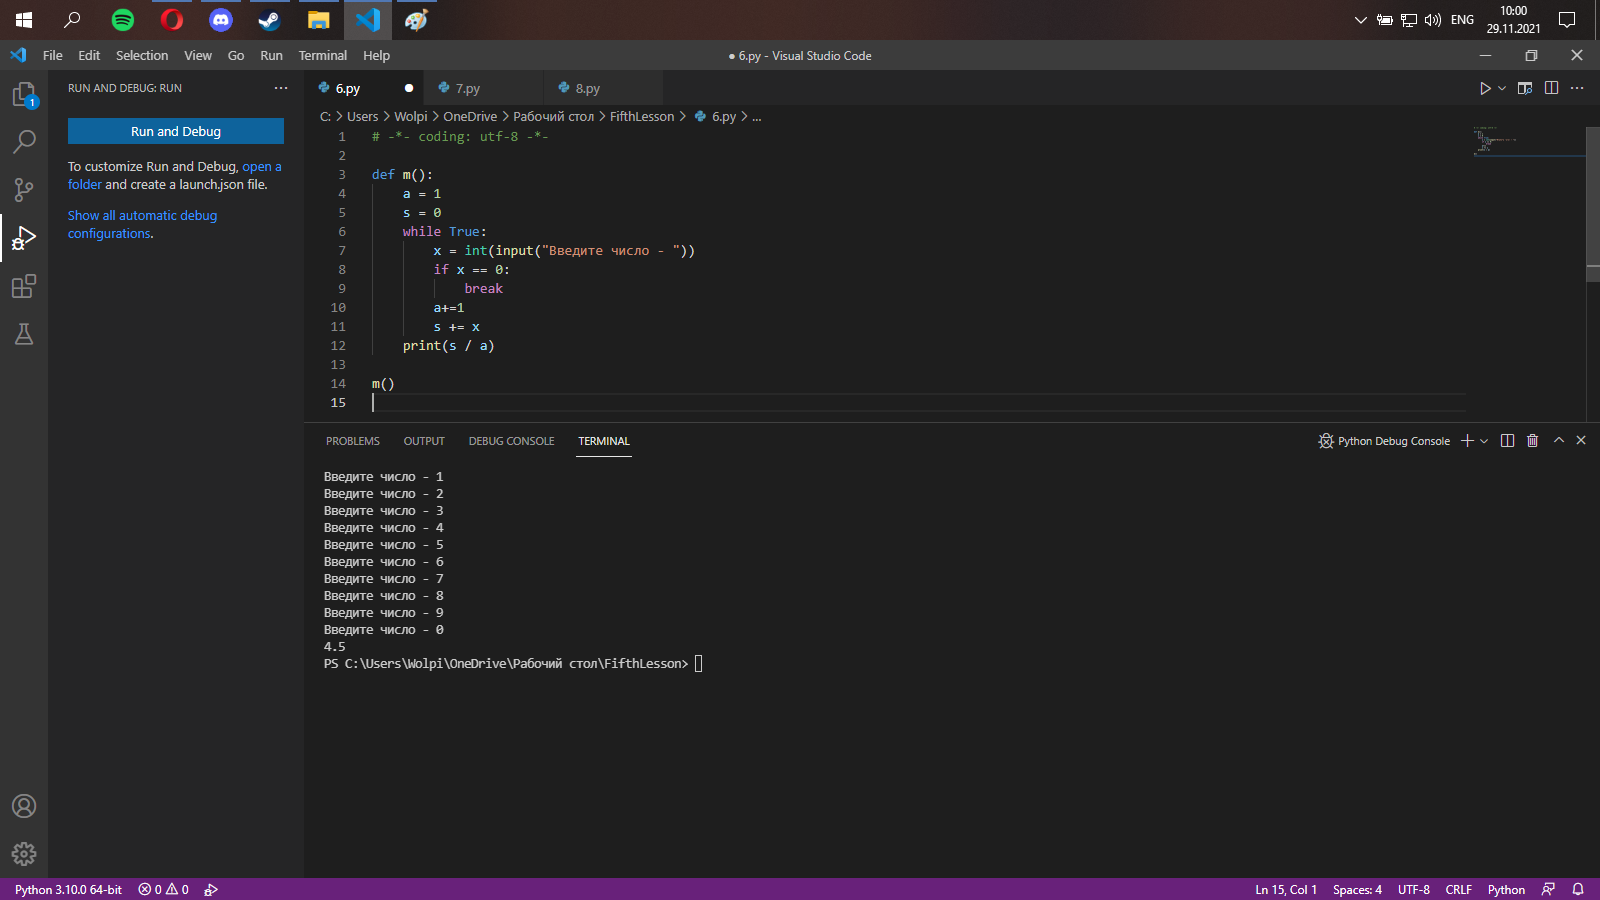 ENG
10:00
29.11.2021
File Edit Selection View Go Run Terminal Help
● 6.py - Visual Studio Code
1
RUN AND DEBUG: RUN
Run and Debug
To customize Run and Debug, open a
folder and create a launch.json file.
Show all automatic debug
configurations.
6.py 7.py 8.py
C: > Users > Wolpi > OneDrive > Рабочий стол > FifthLesson > 6.py > ...
1 # -*- coding: utf-8 -*-
2
3 def m():
4     a = 1
5     s = 0
6     while True:
7         x = int(input("Введите число - "))
8         if x == 0:
9             break
10         a+=1
11         s += x
12     print(s / a)
13
14 m()
15
PROBLEMS OUTPUT DEBUG CONSOLE TERMINAL
Python Debug Console
Введите число - 1
Введите число - 2
Введите число - 3
Введите число - 4
Введите число - 5
Введите число - 6
Введите число - 7
Введите число - 8
Введите число - 9
Введите число - 0
4.5
PS C:\Users\Wolpi\OneDrive\Рабочий стол\FifthLesson>
Python 3.10.0 64-bit 0 0
Ln 15, Col 1 Spaces: 4 UTF-8 CRLF Python